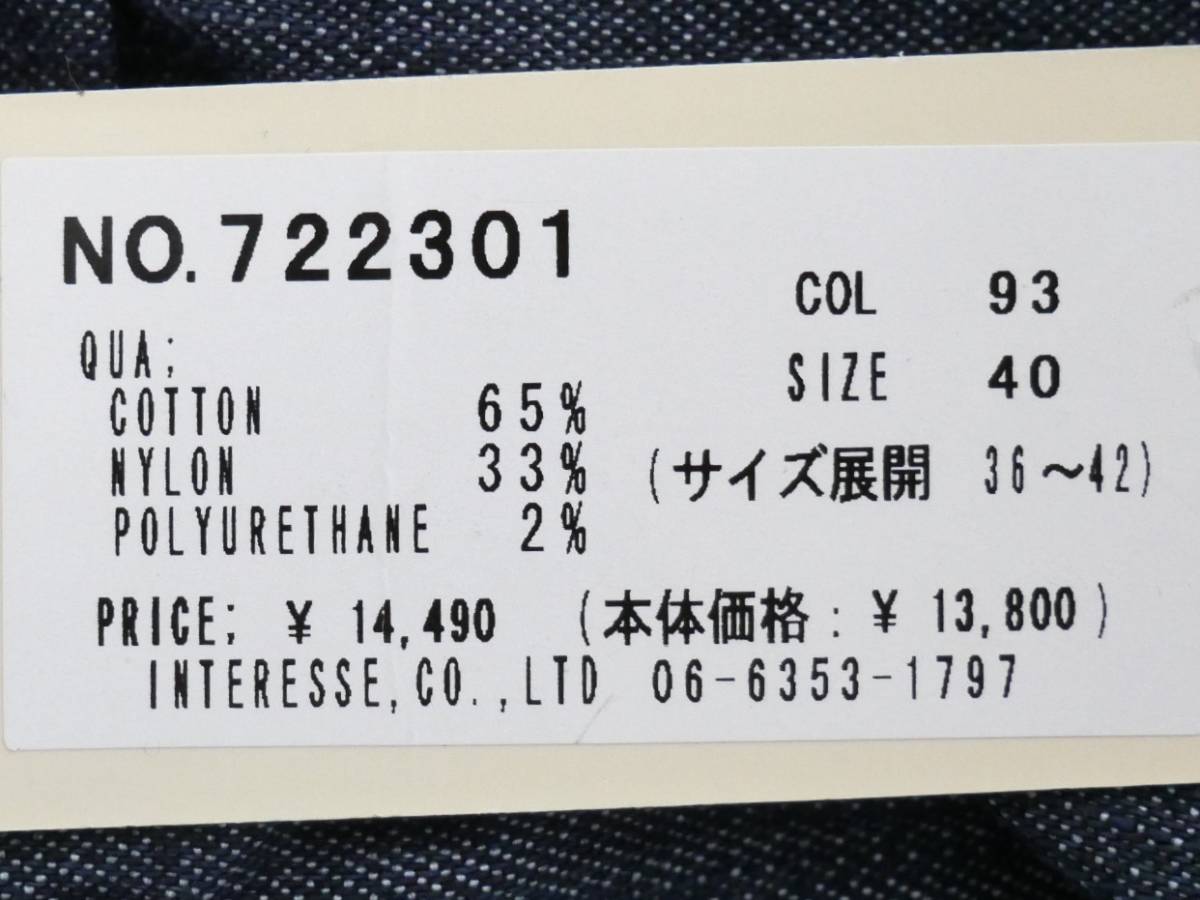 NO.722301
COL 93
QUA;
SIZE 40
COTTON 65%
NYLON 33%
(サイズ展開 36〜42)
POLYURETHANE 2%
PRICE; ¥ 14,490 (本体価格: ¥ 13,800)
INTERESSE,CO.,LTD 06-6353-1797